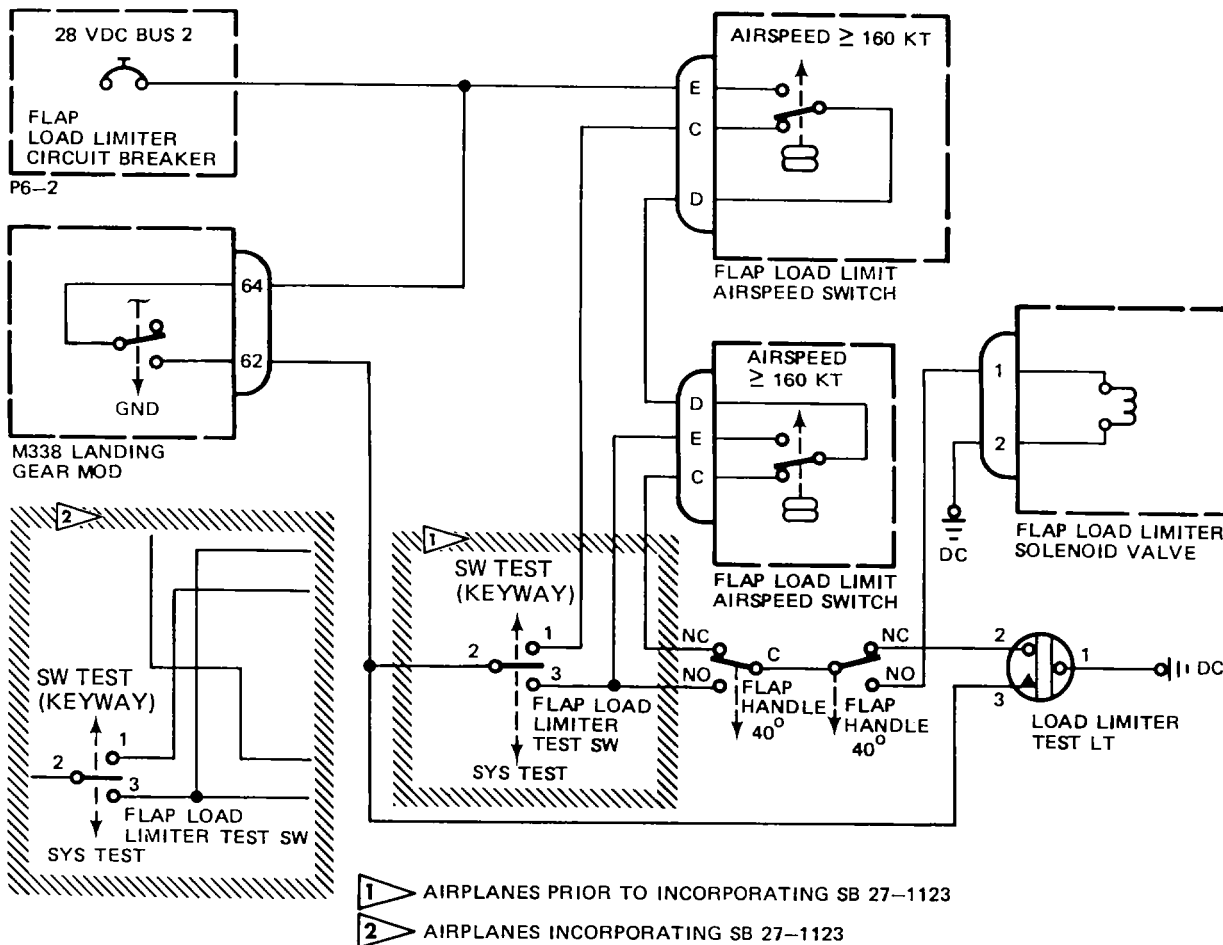 28 VDC BUS 2
FLAP
LOAD LIMITER
CIRCUIT BREAKER
P6–2
AIRSPEED ≥ 160 KT
E
C
D
FLAP LOAD LIMIT
AIRSPEED SWITCH
64
62
GND
M338 LANDING
GEAR MOD
AIRSPEED
≥ 160 KT
D
E
C
FLAP LOAD LIMIT
AIRSPEED SWITCH
1
2
DC
FLAP LOAD LIMITER
SOLENOID VALVE
2
SW TEST
(KEYWAY)
1
2
3
FLAP LOAD
LIMITER TEST SW
SYS TEST
1
SW TEST
(KEYWAY)
1
2
3
FLAP LOAD
LIMITER
TEST SW
SYS TEST
NC
NO
C
FLAP
HANDLE
40°
NC
NO
FLAP
HANDLE
40°
2
1
3
DC
LOAD LIMITER
TEST LT
1 AIRPLANES PRIOR TO INCORPORATING SB 27–1123
2 AIRPLANES INCORPORATING SB 27–1123